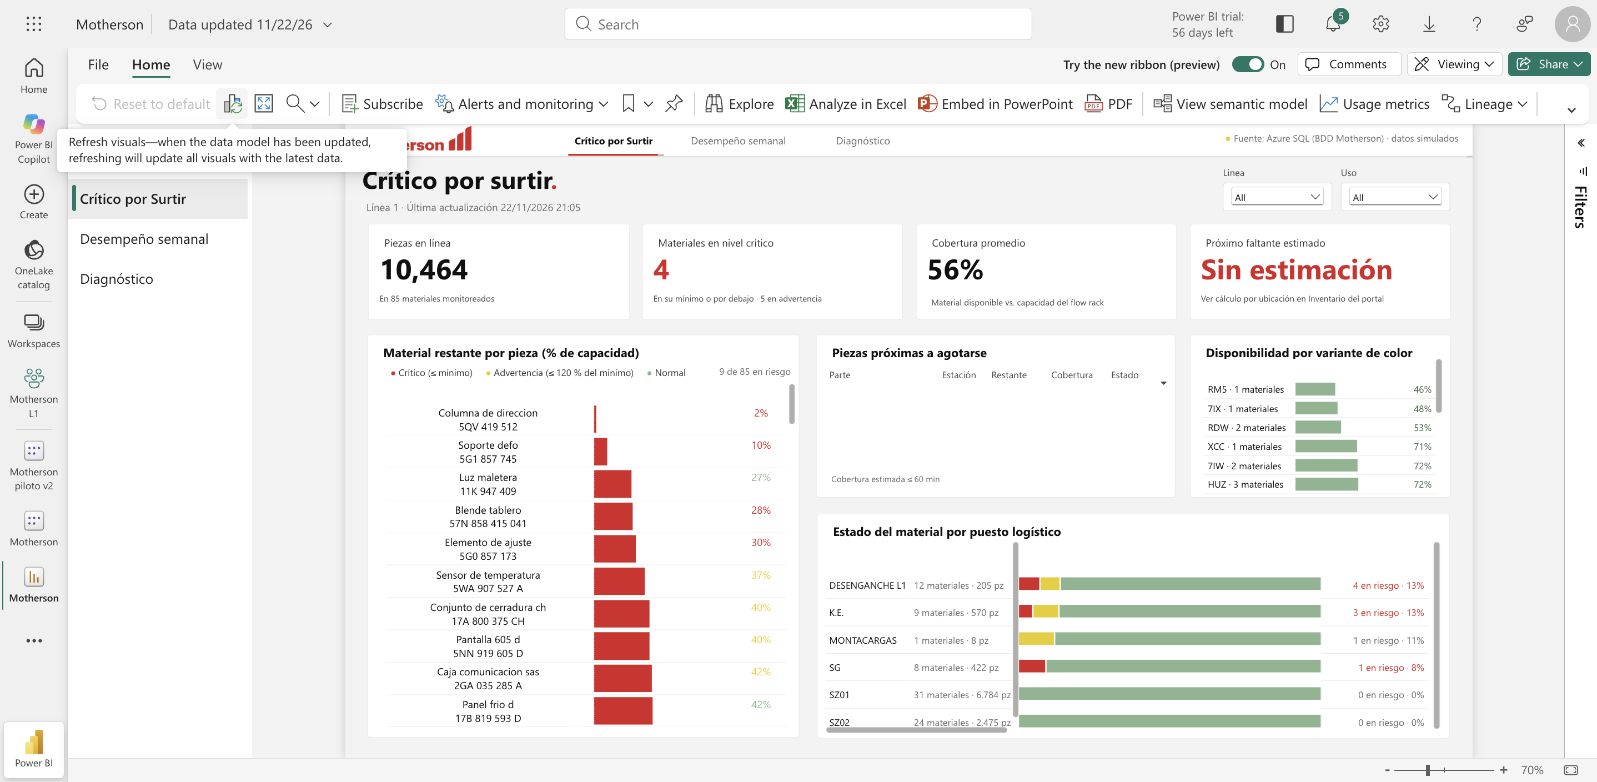 Motherson
Data updated 11/22/26
Search
Power BI trial:
56 days left
5
File
Home
View
Try the new ribbon (preview)
On
Comments
Viewing
Share
Reset to default
Subscribe
Alerts and monitoring
Explore
Analyze in Excel
Embed in PowerPoint
PDF
View semantic model
Usage metrics
Lineage
Refresh visuals—when the data model has been updated,
refreshing will update all visuals with the latest data.
Home
Power BI
Copilot
Create
OneLake
catalog
Workspaces
Motherson
L1
Motherson
piloto v2
Motherson
Motherson
Power BI
Crítico por Surtir
Desempeño semanal
Diagnóstico
erson
Crítico por Surtir
Desempeño semanal
Diagnóstico
Fuente: Azure SQL (BDD Motherson) · datos simulados
Filters
Crítico por surtir.
Línea 1 · Última actualización 22/11/2026 21:05
Linea
All
Uso
All
Piezas en línea
10,464
En 85 materiales monitoreados
Materiales en nivel crítico
4
En su mínimo o por debajo · 5 en advertencia
Cobertura promedio
56%
Material disponible vs. capacidad del flow rack
Próximo faltante estimado
Sin estimación
Ver cálculo por ubicación en Inventario del portal
Material restante por pieza (% de capacidad)
Crítico (≤ mínimo)
Advertencia (≤ 120 % del mínimo)
Normal
9 de 85 en riesgo
Columna de direccion
5QV 419 512
2%
Soporte defo
5G1 857 745
10%
Luz maletera
11K 947 409
27%
Blende tablero
57N 858 415 041
28%
Elemento de ajuste
5G0 857 173
30%
Sensor de temperatura
5WA 907 527 A
37%
Conjunto de cerradura ch
17A 800 375 CH
40%
Pantalla 605 d
5NN 919 605 D
40%
Caja comunicacion sas
2GA 035 285 A
42%
Panel frio d
17B 819 593 D
42%
Piezas próximas a agotarse
Parte
Estación
Restante
Cobertura
Estado
Cobertura estimada ≤ 60 min
Disponibilidad por variante de color
RM5 · 1 materiales
46%
7IX · 1 materiales
48%
RDW · 2 materiales
53%
XCC · 1 materiales
71%
7IW · 2 materiales
72%
HUZ · 3 materiales
72%
Estado del material por puesto logístico
DESENGANCHE L1
12 materiales · 205 pz
4 en riesgo · 13%
K.E.
9 materiales · 570 pz
3 en riesgo · 13%
MONTACARGAS
1 materiales · 8 pz
1 en riesgo · 11%
SG
8 materiales · 422 pz
1 en riesgo · 8%
SZ01
31 materiales · 6.784 pz
0 en riesgo · 0%
SZ02
24 materiales · 2.475 pz
0 en riesgo · 0%
70%